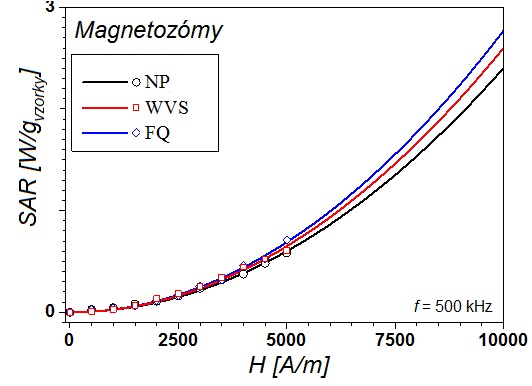 3
Magnetozómy
NP
WVS
FQ
SAR [W/gvzorky]
0
f = 500 kHz
0 2500 5000 7500 10000
H [A/m]